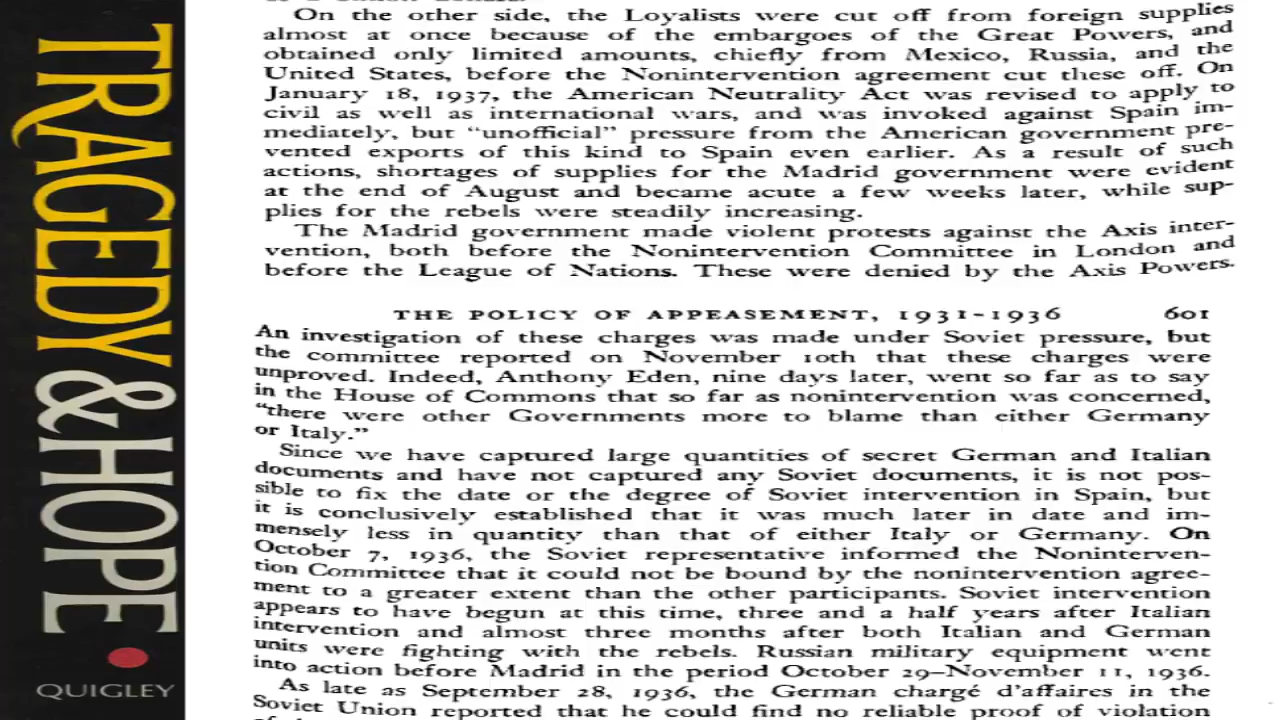 TRAGEDY & HOPE
QUIGLEY
On the other side, the Loyalists were cut off from foreign supplies
almost at once because of the embargoes of the Great Powers, and
obtained only limited amounts, chiefly from Mexico, Russia, and the
United States, before the Nonintervention agreement cut these off. On
January 18, 1937, the American Neutrality Act was revised to apply to
civil as well as international wars, and was invoked against Spain im-
mediately, but “unofficial” pressure from the American government pre-
vented exports of this kind to Spain even earlier. As a result of such
actions, shortages of supplies for the Madrid government were evident
at the end of August and became acute a few weeks later, while sup-
plies for the rebels were steadily increasing.
The Madrid government made violent protests against the Axis inter-
vention, both before the Nonintervention Committee in London and
before the League of Nations. These were denied by the Axis Powers.
THE POLICY OF APPEASEMENT, 1931-1936 601
An investigation of these charges was made under Soviet pressure, but
the committee reported on November 10th that these charges were
unproved. Indeed, Anthony Eden, nine days later, went so far as to say
in the House of Commons that so far as nonintervention was concerned,
“there were other Governments more to blame than either Germany
or Italy.”
Since we have captured large quantities of secret German and Italian
documents and have not captured any Soviet documents, it is not pos-
sible to fix the date or the degree of Soviet intervention in Spain, but
it is conclusively established that it was much later in date and im-
mensely less in quantity than that of either Italy or Germany. On
October 7, 1936, the Soviet representative informed the Noninterven-
tion Committee that it could not be bound by the nonintervention agree-
ment to a greater extent than the other participants. Soviet intervention
appears to have begun at this time, three and a half years after Italian
intervention and almost three months after both Italian and German
units were fighting with the rebels. Russian military equipment went
into action before Madrid in the period October 29–November 11, 1936.
As late as September 28, 1936, the German chargé d’affaires in the
Soviet Union reported that he could find no reliable proof of violation